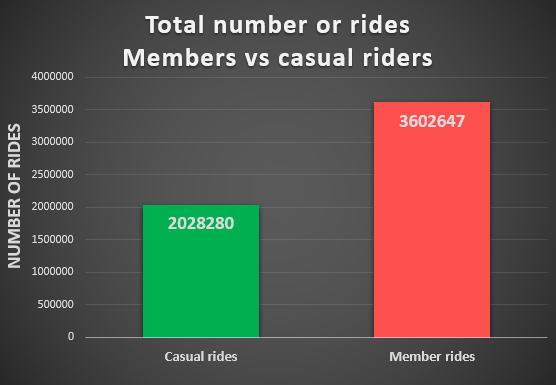 Total number or rides
Members vs casual riders
NUMBER OF RIDES
4000000
3500000
3000000
2500000
2000000
1500000
1000000
500000
0
2028280
3602647
Casual rides
Member rides